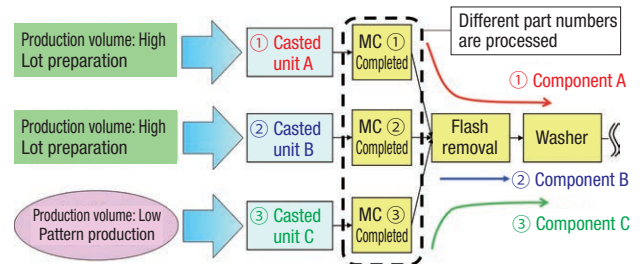 Production volume: High
Lot preparation
① Casted
unit A
MC ①
Completed
Different part numbers
are processed
① Component A
Production volume: High
Lot preparation
② Casted
unit B
MC ②
Completed
Flash
removal
Washer
② Component B
Production volume: Low
Pattern production
③ Casted
unit C
MC ③
Completed
③ Component C